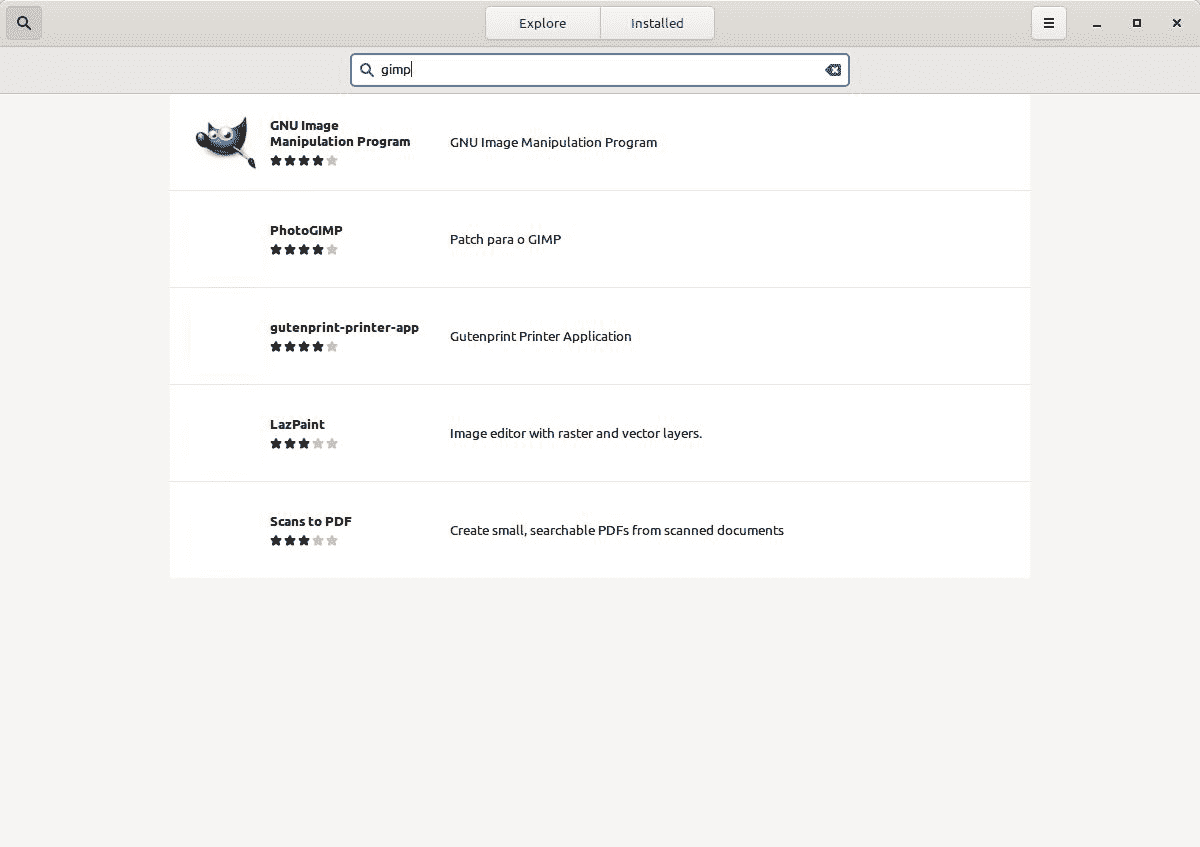 Explore
Installed
gimp
GNU Image
Manipulation Program
GNU Image Manipulation Program
PhotoGIMP
Patch para o GIMP
gutenprint-printer-app
Gutenprint Printer Application
LazPaint
Image editor with raster and vector layers.
Scans to PDF
Create small, searchable PDFs from scanned documents